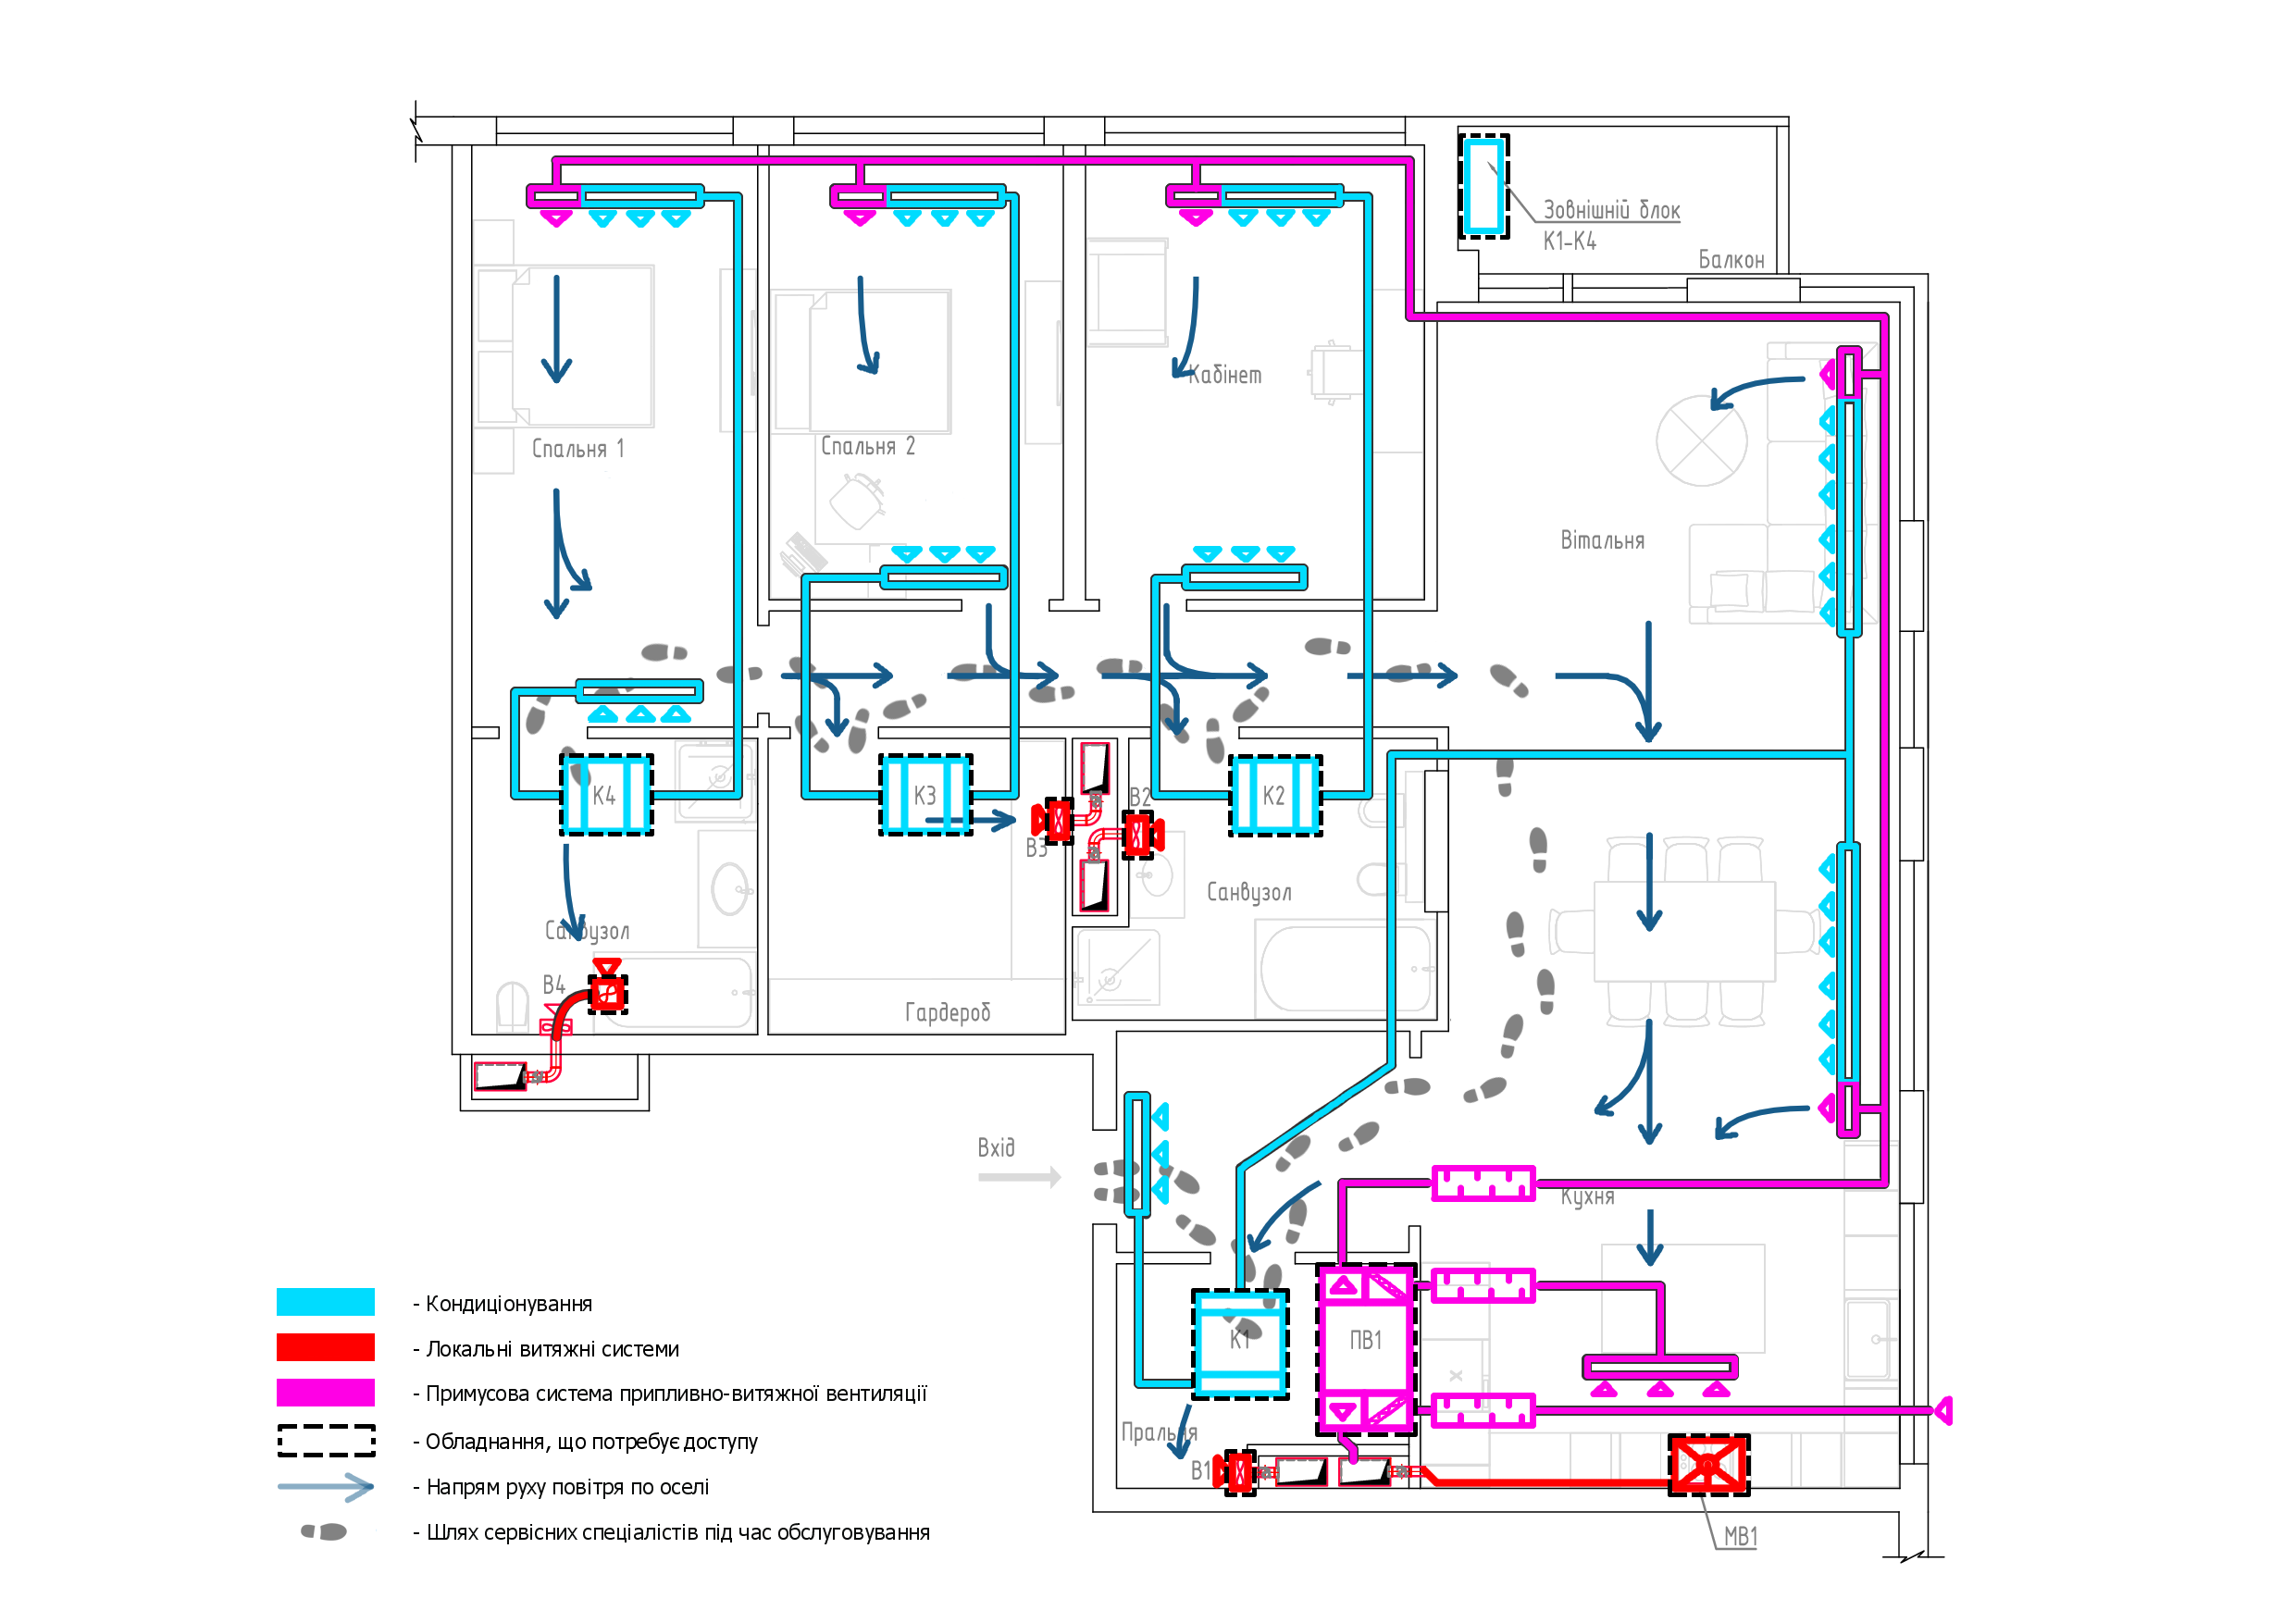 Зовнішній блок
К1-К4
Балкон
Кабінет
Спальня 1
Спальня 2
Вітальня
К4
К3
К2
В2
В3
Санвузол
Санвузол
В4
Гардероб
Вхід
Кухня
К1
ПВ1
Пральня
В1
МВ1
- Кондиціонування
- Локальні витяжні системи
- Примусова система припливно-витяжної вентиляції
- Обладнання, що потребує доступу
- Напрям руху повітря по оселі
- Шлях сервісних спеціалістів під час обслуговування